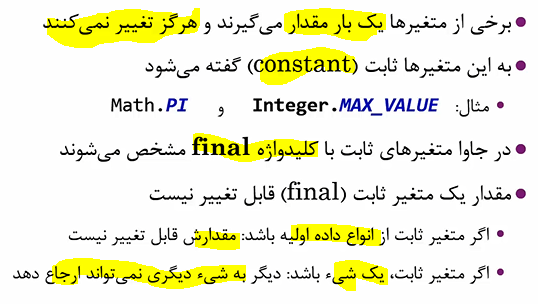 برخی از متغیرها یک بار مقدار می‌گیرند و هرگز تغییر نمی‌کنند
به این متغیرها ثابت (constant) گفته می‌شود
مثال: Integer.MAX_VALUE و Math.PI
در جاوا متغیرهای ثابت با کلیدواژه final مشخص می‌شوند
مقدار یک متغیر ثابت (final) قابل تغییر نیست
اگر متغیر ثابت از انواع داده اولیه باشد: مقدارش قابل تغییر نیست
اگر متغیر ثابت، یک شیء باشد: دیگر به شیء دیگری نمی‌تواند ارجاع دهد